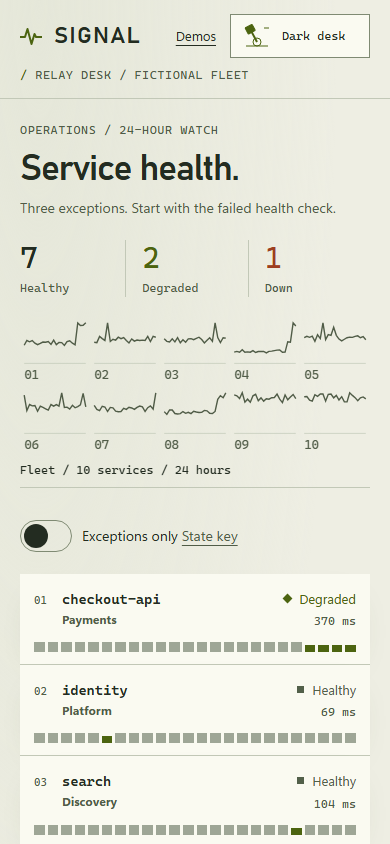 SIGNAL
Demos
Dark desk
/ RELAY DESK / FICTIONAL FLEET
OPERATIONS / 24-HOUR WATCH
Service health.
Three exceptions. Start with the failed health check.
7 2 1
Healthy Degraded Down
01 02 03 04 05
06 07 08 09 10
Fleet / 10 services / 24 hours
Exceptions only State key
01 checkout-api Degraded
Payments 370 ms
02 identity Healthy
Platform 69 ms
03 search Healthy
Discovery 104 ms